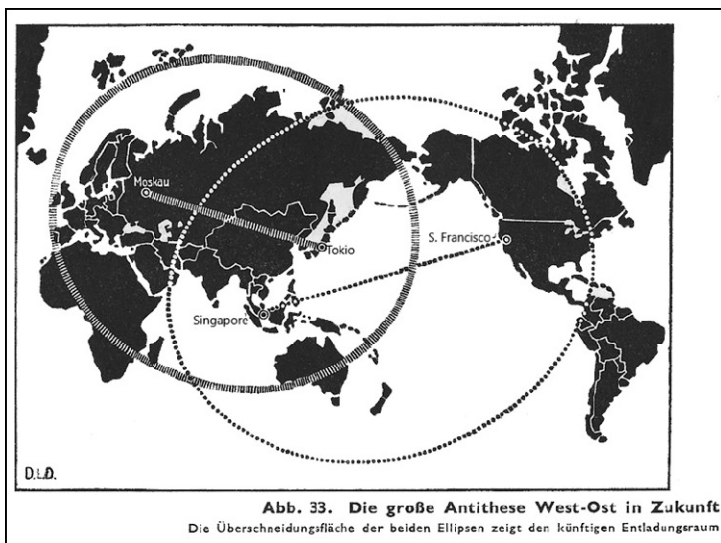 Moskau
Tokio
S. Francisco
Singapore
D.L.D.
Abb. 33. Die große Antithese West-Ost in Zukunft
Die Überschneidungsfläche der beiden Ellipsen zeigt den künftigen Entladungsraum